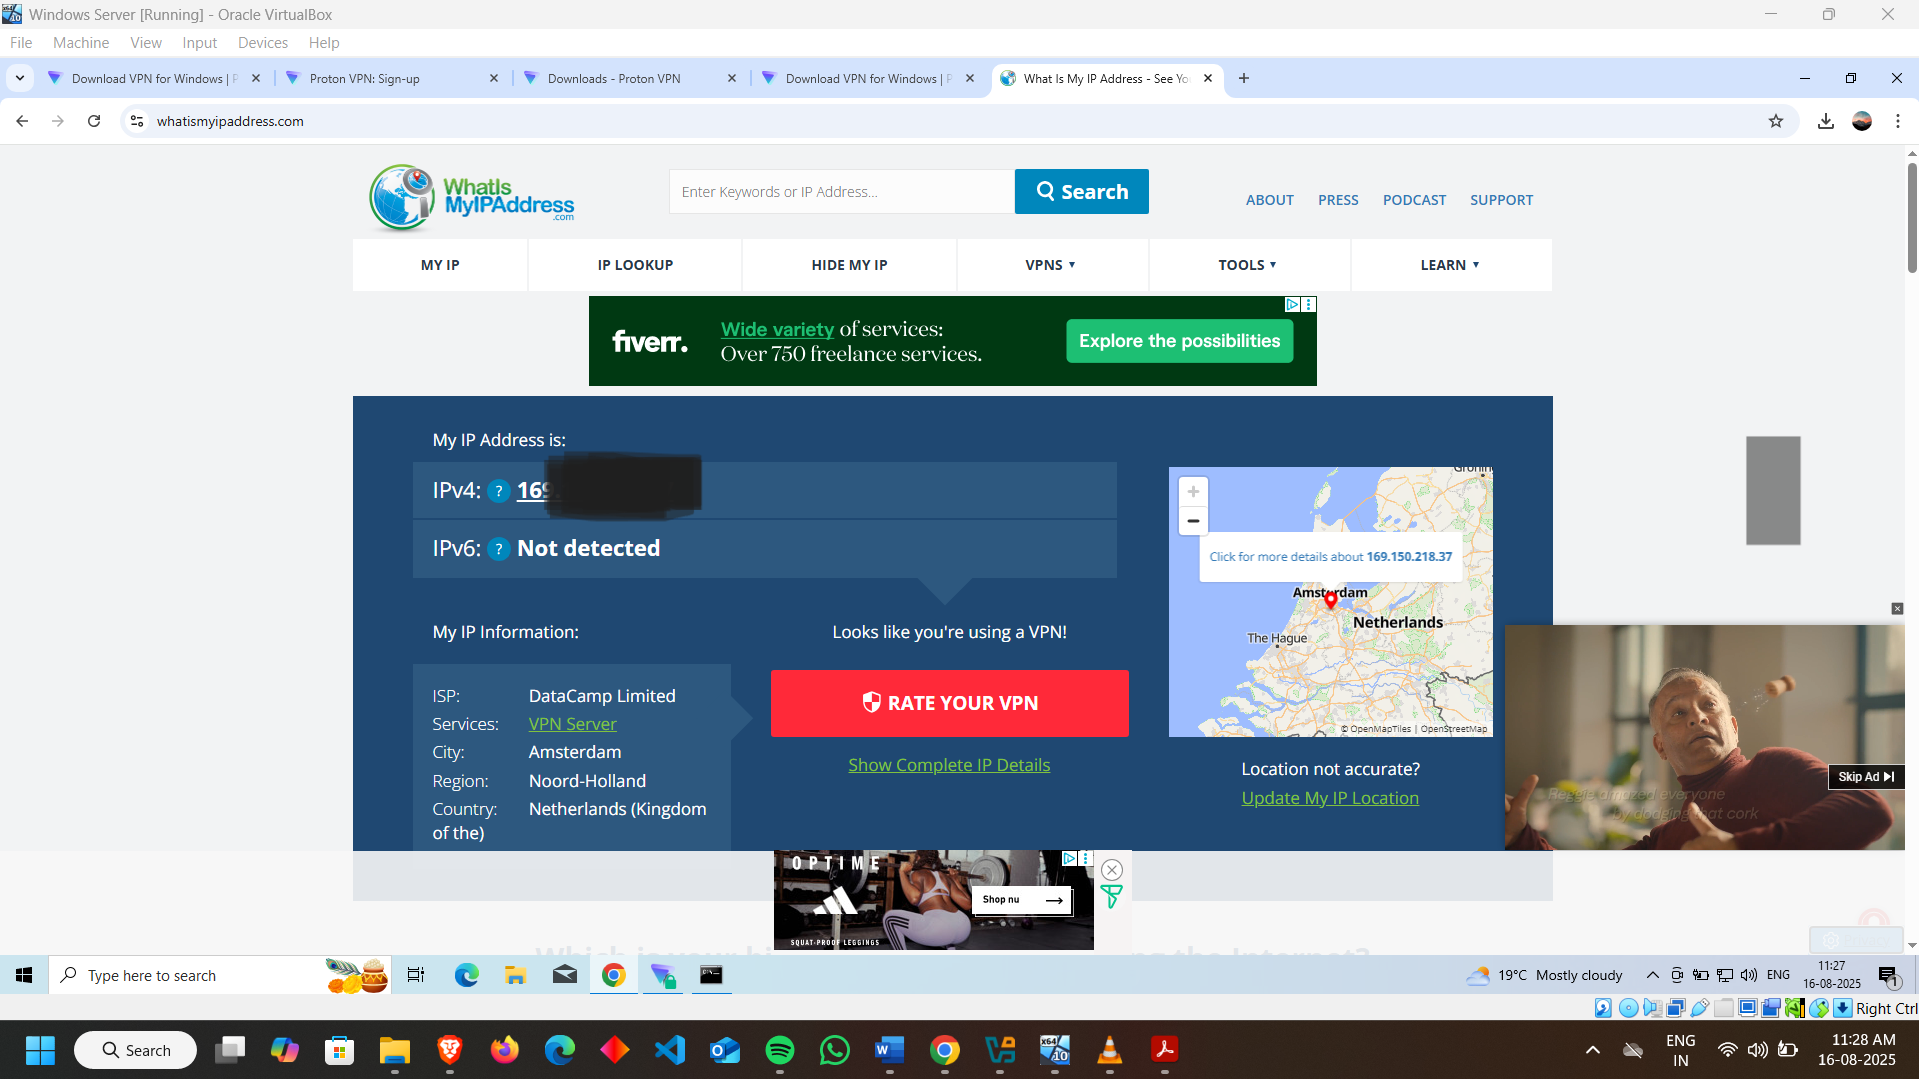 Windows Server [Running] - Oracle VirtualBox
File Machine View Input Devices Help
Download VPN for Windows | P
Proton VPN: Sign-up
Downloads - Proton VPN
Download VPN for Windows | P
What Is My IP Address - See Yo
whatismyipaddress.com
WhatIs
MyIPAddress
.com
Enter Keywords or IP Address...
Search
ABOUT PRESS PODCAST SUPPORT
MY IP IP LOOKUP HIDE MY IP VPNS TOOLS LEARN
fiverr.
Wide variety of services:
Over 750 freelance services.
Explore the possibilities
My IP Address is:
IPv4: ? 169.
IPv6: ? Not detected
My IP Information:
ISP: DataCamp Limited
Services: VPN Server
City: Amsterdam
Region: Noord-Holland
Country: Netherlands (Kingdom
of the)
Looks like you're using a VPN!
RATE YOUR VPN
Show Complete IP Details
Click for more details about 169.150.218.37
Amsterdam
Netherlands
The Hague
© OpenMapTiles | OpenStreetMap
Location not accurate?
Update My IP Location
Skip Ad
Beggie amazed everyone
by dodging that cork
OPTIME
Shop nu
SQUAT-PROOF LEGGINGS
Type here to search
19°C Mostly cloudy
ENG
11:27
16-08-2025
1
Right Ctrl
Search
ENG
IN
11:28 AM
16-08-2025